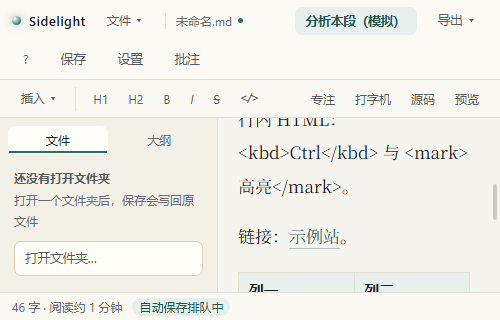 Sidelight 文件 未命名.md 分析本段（模拟） 导出
? 保存 设置 批注
插入 H1 H2 B I S </> 专注 打字机 源码 预览
文件 大纲
还没有打开文件夹
打开一个文件夹后，保存会写回原
文件
打开文件夹...
行内 HTML：
<kbd>Ctrl</kbd> 与 <mark>
高亮</mark>。
链接：示例站。
列一 列二
46 字 · 阅读约 1 分钟 自动保存排队中